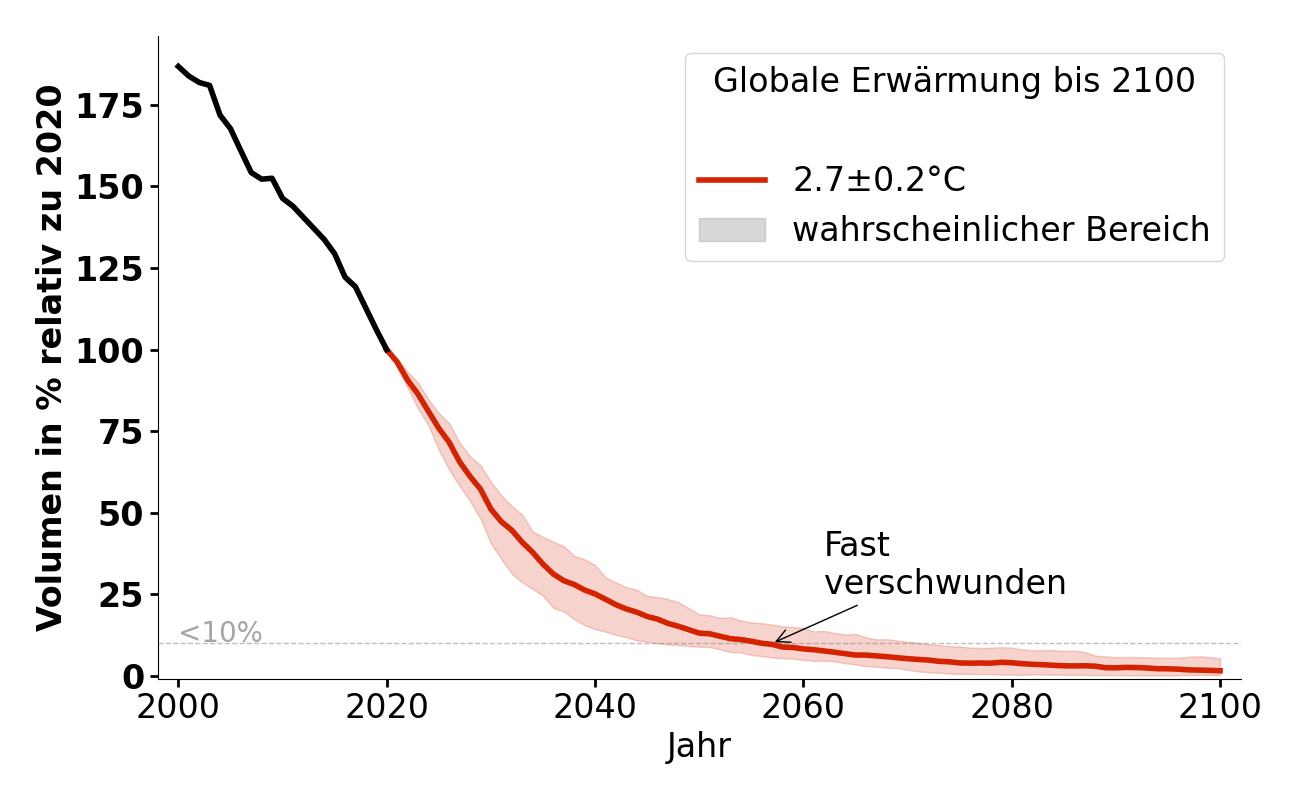 Globale Erwärmung bis 2100
2.7±0.2°C
wahrscheinlicher Bereich
Volumen in % relativ zu 2020
175
150
125
100
75
50
25
0
<10%
Fast
verschwunden
2000
2020
2040
2060
2080
2100
Jahr